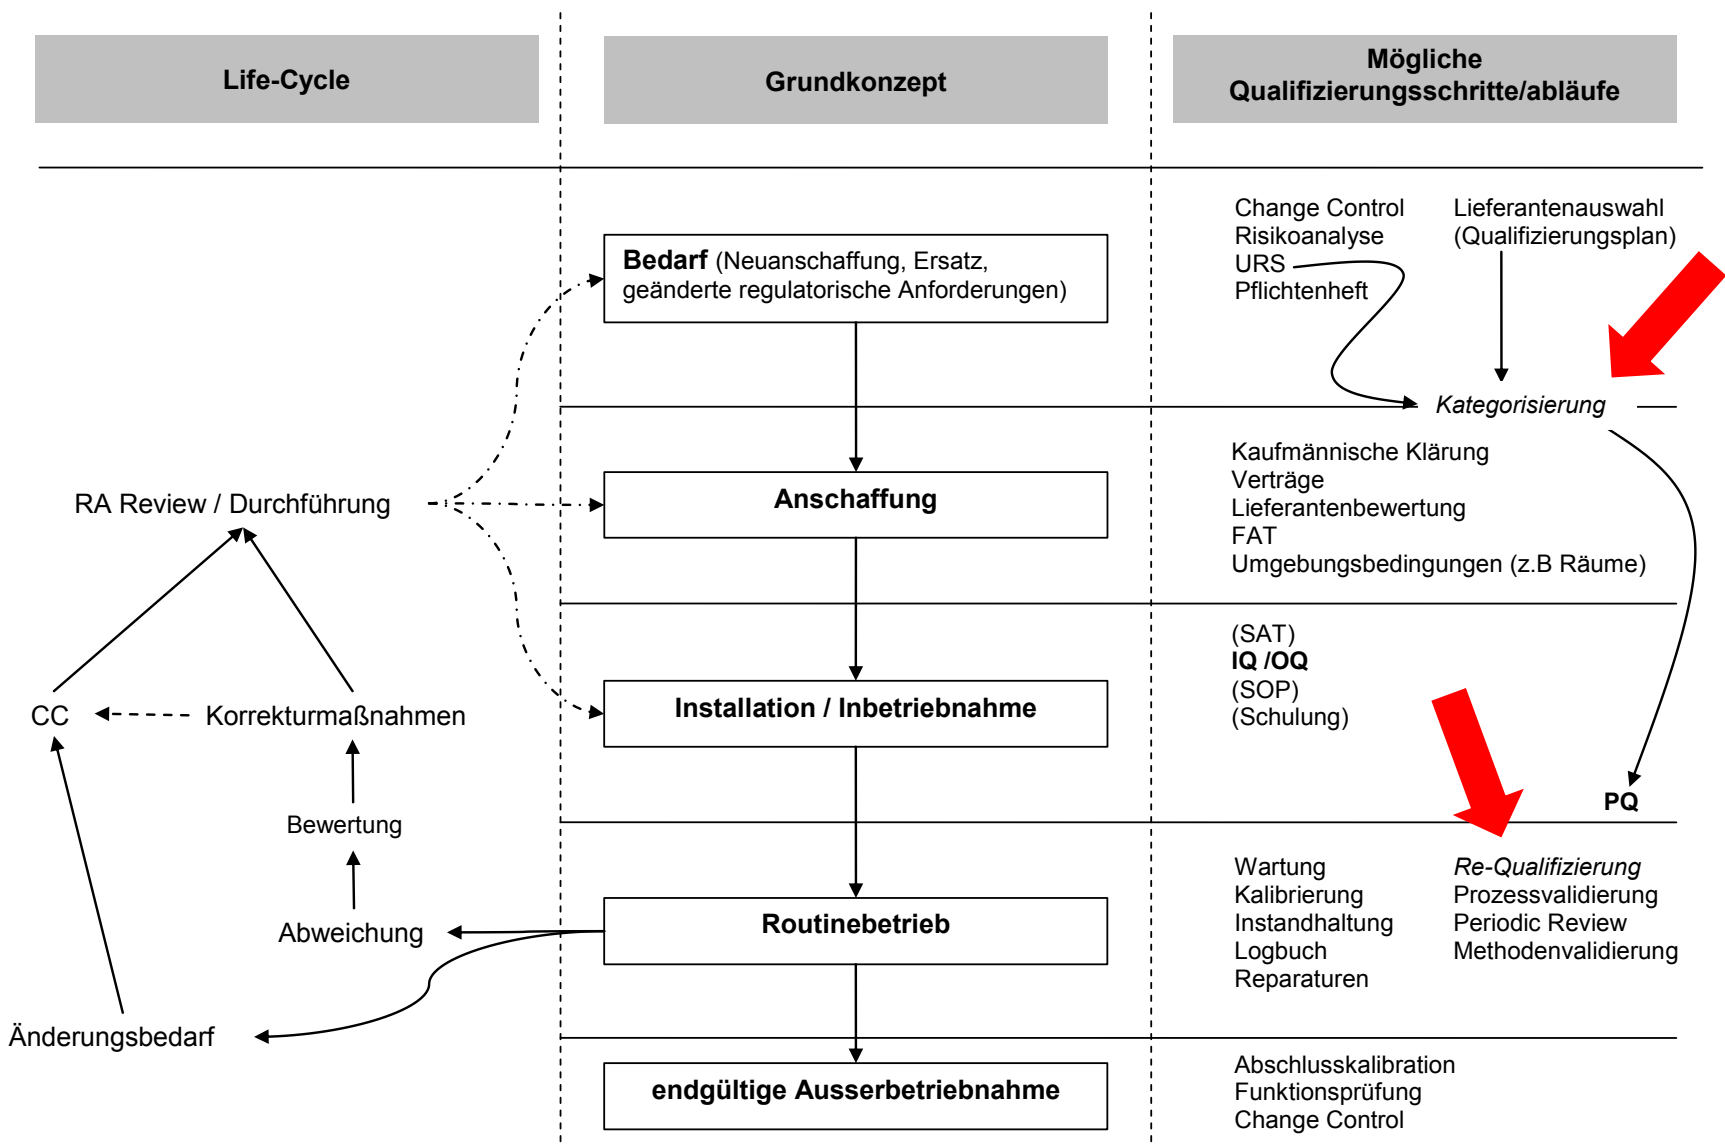 Life-Cycle
Grundkonzept
Mögliche
Qualifizierungsschritte/abläufe
Change Control
Risikoanalyse
URS
Pflichtenheft
Lieferantenauswahl
(Qualifizierungsplan)
Bedarf (Neuanschaffung, Ersatz,
geänderte regulatorische Anforderungen)
Kategorisierung
RA Review / Durchführung
Anschaffung
Kaufmännische Klärung
Verträge
Lieferantenbewertung
FAT
Umgebungsbedingungen (z.B Räume)
CC
Korrekturmaßnahmen
Installation / Inbetriebnahme
(SAT)
IQ /OQ
(SOP)
(Schulung)
PQ
Bewertung
Abweichung
Routinebetrieb
Wartung
Kalibrierung
Instandhaltung
Logbuch
Reparaturen
Re-Qualifizierung
Prozessvalidierung
Periodic Review
Methodenvalidierung
Änderungsbedarf
endgültige Ausserbetriebnahme
Abschlusskalibration
Funktionsprüfung
Change Control